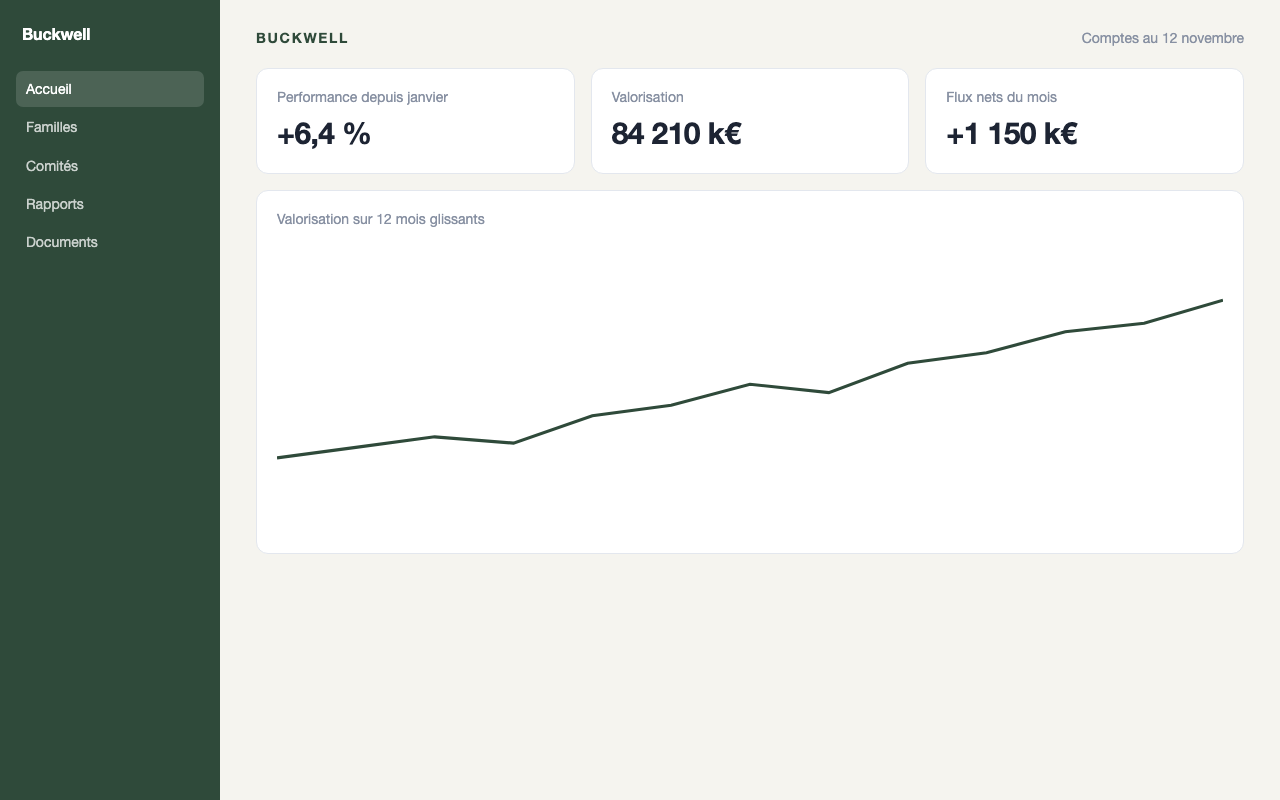 Buckwell
Accueil
Familles
Comités
Rapports
Documents
BUCKWELL
Comptes au 12 novembre
Performance depuis janvier
+6,4 %
Valorisation
84 210 k€
Flux nets du mois
+1 150 k€
Valorisation sur 12 mois glissants